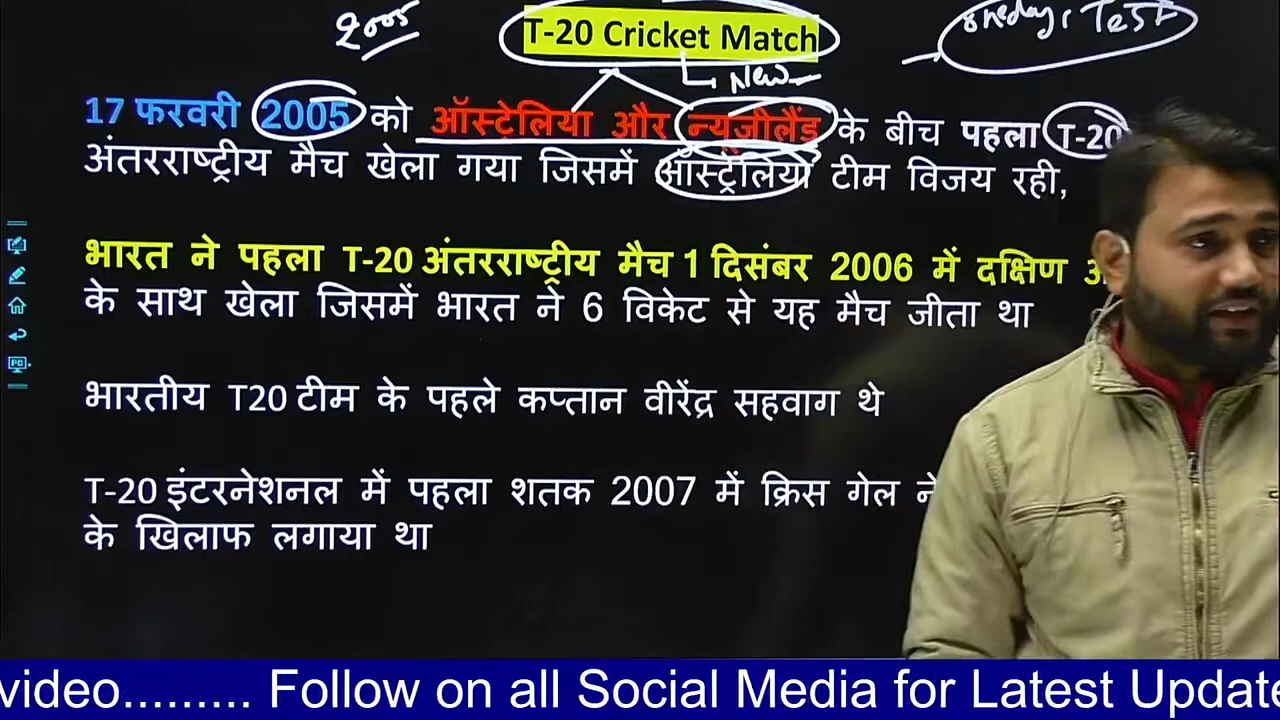 2005
T-20 Cricket Match
oneday, Test
New
17 फरवरी 2005 को ऑस्टेलिया और न्यूजीलैंड के बीच पहला T-20
अंतरराष्ट्रीय मैच खेला गया जिसमें ऑस्ट्रेलिया टीम विजय रही,
भारत ने पहला T-20 अंतरराष्ट्रीय मैच 1 दिसंबर 2006 में दक्षिण
के साथ खेला जिसमें भारत ने 6 विकेट से यह मैच जीता था
भारतीय T20 टीम के पहले कप्तान वीरेंद्र सहवाग थे
T-20 इंटरनेशनल में पहला शतक 2007 में क्रिस गेल ने
के खिलाफ लगाया था
video......... Follow on all Social Media for Latest Update